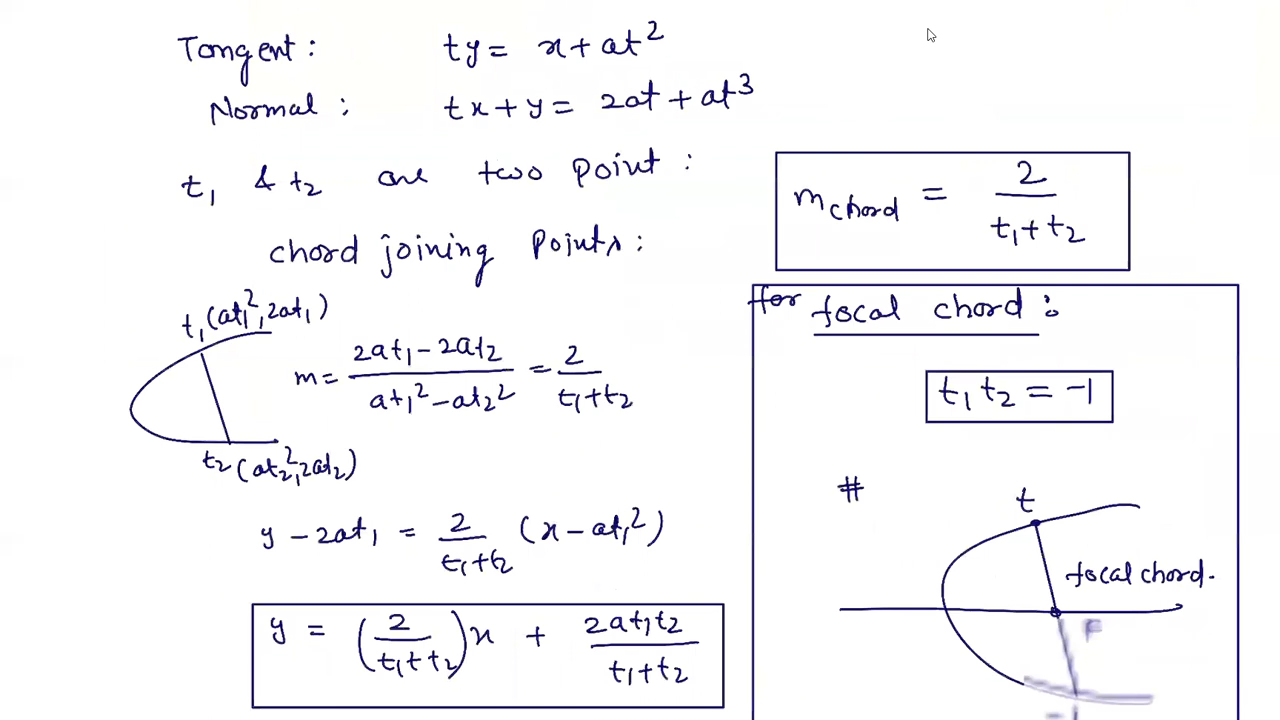 Tangent : ty = x + at²
Normal : tx + y = 2at + at³
t₁ & t₂ are two point :
chord joining Points :
t₁(at₁², 2at₁)
m = (2at₁ - 2at₂)/(at₁² - at₂²) = 2/(t₁+t₂)
t₂(at₂², 2at₂)
y - 2at₁ = 2/(t₁+t₂) (x - at₁²)
y = (2/(t₁+t₂))x + 2at₁t₂/(t₁+t₂)
m chord = 2/(t₁+t₂)
for focal chord :
t₁t₂ = -1
#
t
focal chord.
F